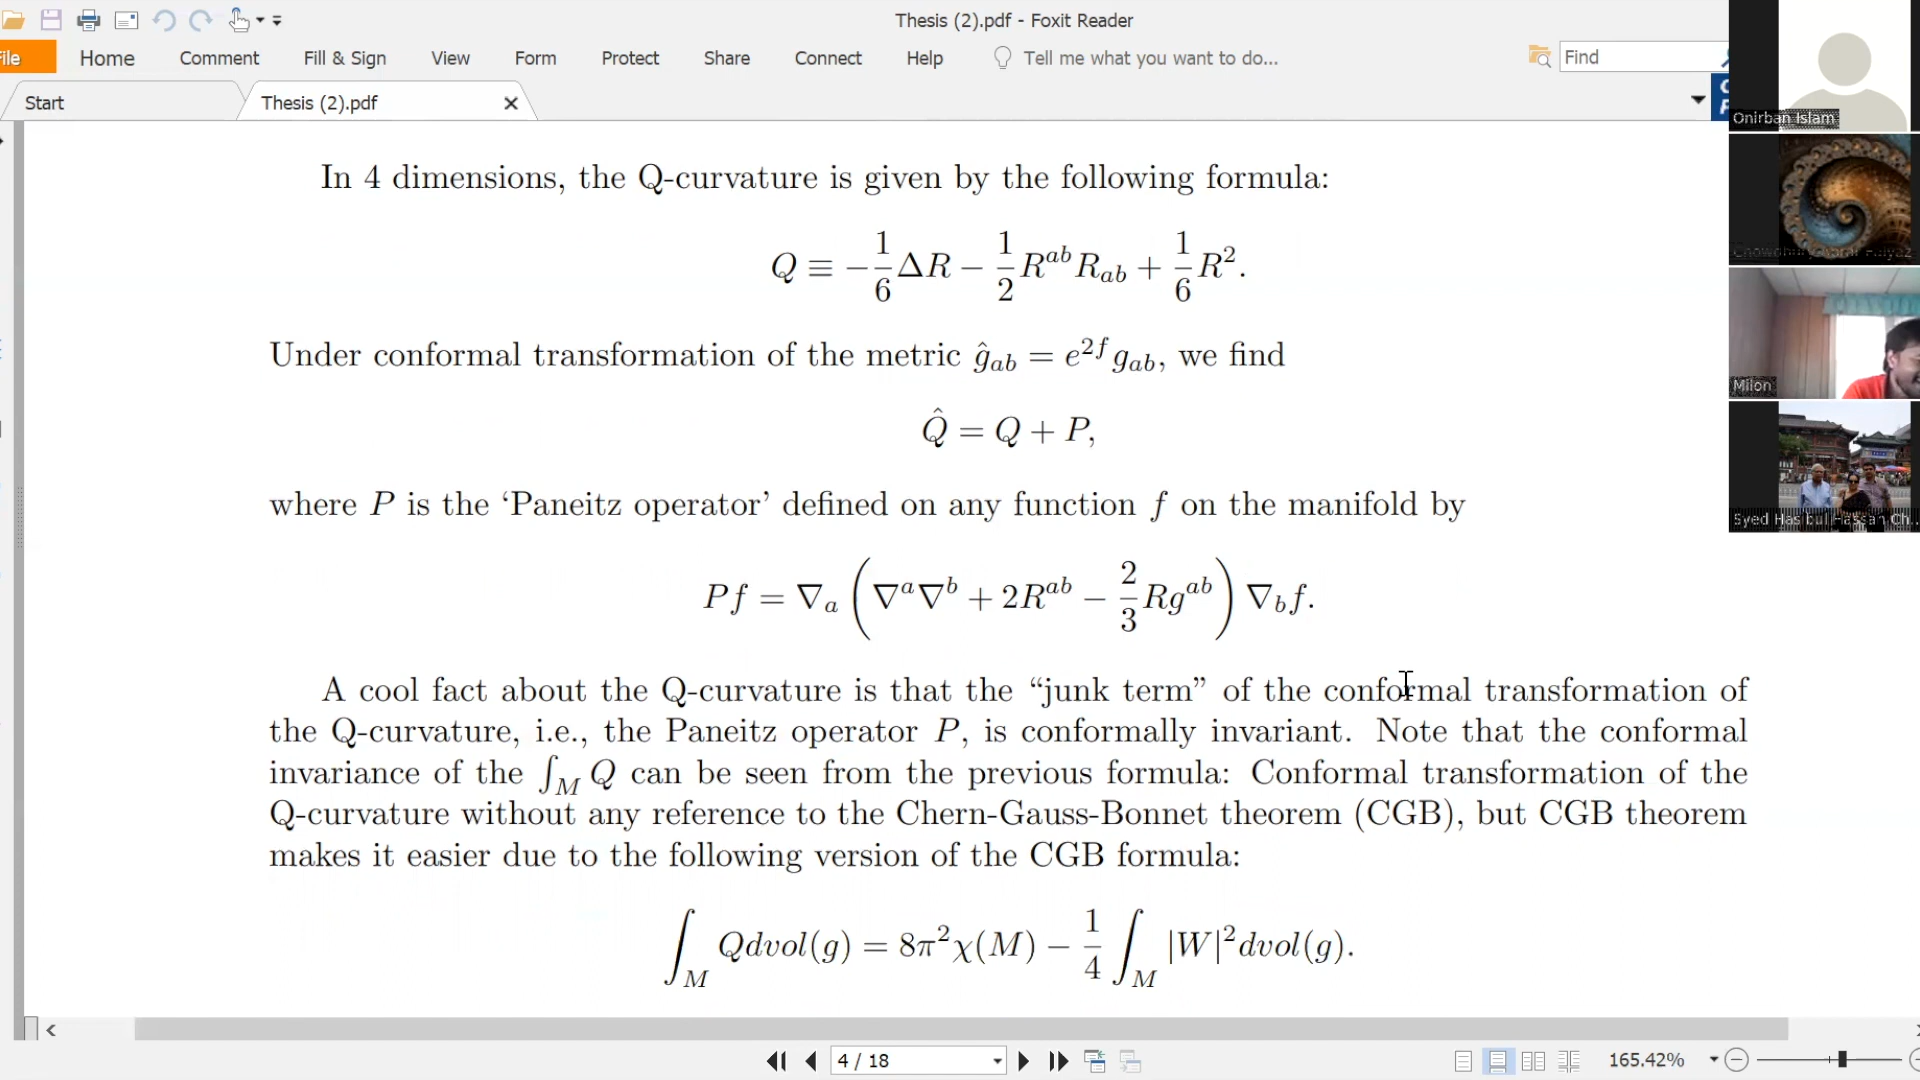 Thesis (2).pdf - Foxit Reader
File Home Comment Fill & Sign View Form Protect Share Connect Help Tell me what you want to do... Find
Start Thesis (2).pdf
Onirban Islam
In 4 dimensions, the Q-curvature is given by the following formula:
Q ≡ −1/6 ΔR − 1/2 R^{ab} R_{ab} + 1/6 R^2.
Under conformal transformation of the metric ĝ_{ab} = e^{2f} g_{ab}, we find
Milon
Q̂ = Q + P,
where P is the ‘Paneitz operator’ defined on any function f on the manifold by
Syed Hasibul Hassan Ch...
Pf = ∇_a (∇^a ∇^b + 2R^{ab} − 2/3 R g^{ab}) ∇_b f.
A cool fact about the Q-curvature is that the “junk term” of the conformal transformation of
the Q-curvature, i.e., the Paneitz operator P, is conformally invariant. Note that the conformal
invariance of the ∫_M Q can be seen from the previous formula: Conformal transformation of the
Q-curvature without any reference to the Chern-Gauss-Bonnet theorem (CGB), but CGB theorem
makes it easier due to the following version of the CGB formula:
∫_M Qdvol(g) = 8π^2 χ(M) − 1/4 ∫_M |W|^2 dvol(g).
4 / 18 165.42%